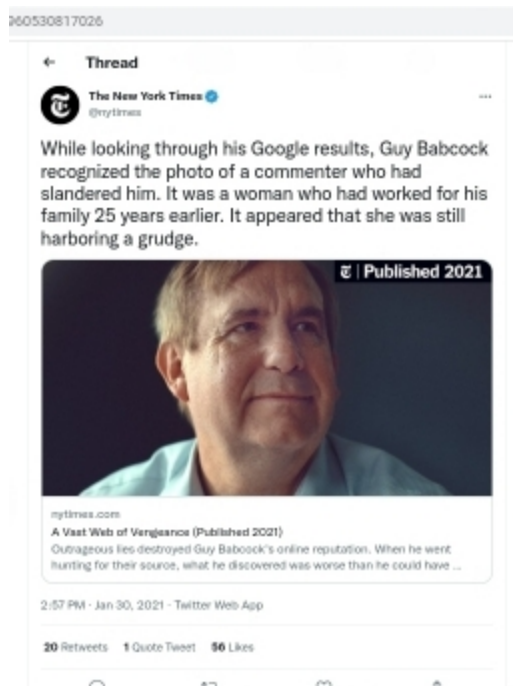 960530817026
Thread
The New York Times
@nytimes
While looking through his Google results, Guy Babcock
recognized the photo of a commenter who had
slandered him. It was a woman who had worked for his
family 25 years earlier. It appeared that she was still
harboring a grudge.
Published 2021
nytimes.com
A Vast Web of Vengeance (Published 2021)
Outrageous lies destroyed Guy Babcock's online reputation. When he went
hunting for their source, what he discovered was worse than he could have ...
2:57 PM · Jan 30, 2021 · Twitter Web App
20 Retweets 1 Quote Tweet 56 Likes